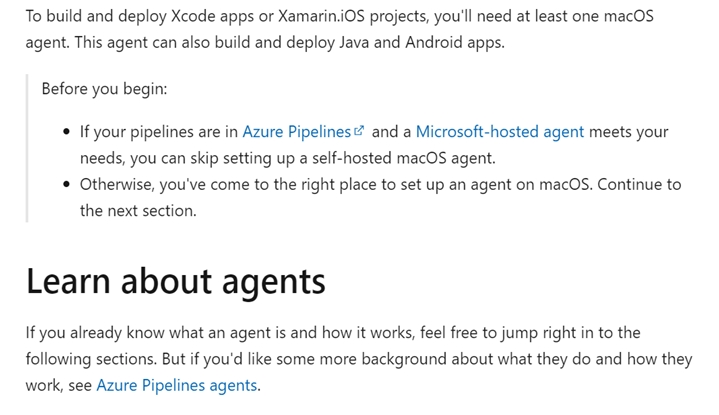 To build and deploy Xcode apps or Xamarin.iOS projects, you'll need at least one macOS
agent. This agent can also build and deploy Java and Android apps.
Before you begin:
• If your pipelines are in Azure Pipelines and a Microsoft-hosted agent meets your
needs, you can skip setting up a self-hosted macOS agent.
• Otherwise, you've come to the right place to set up an agent on macOS. Continue to
the next section.
Learn about agents
If you already know what an agent is and how it works, feel free to jump right in to the
following sections. But if you'd like some more background about what they do and how they
work, see Azure Pipelines agents.